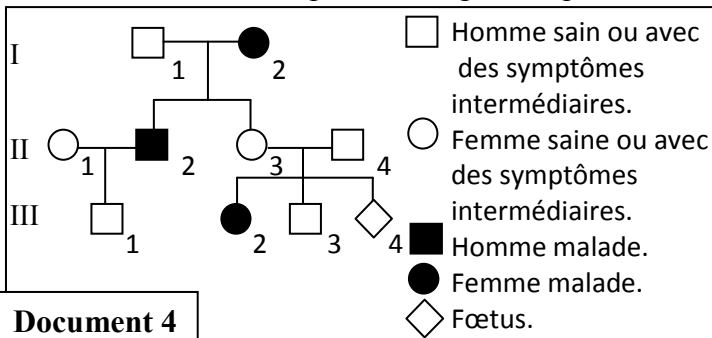 I
1
2
II
1
2
3
4
III
1
2
3
4
Homme sain ou avec
des symptômes
intermédiaires.
Femme saine ou avec
des symptômes
intermédiaires.
Homme malade.
Femme malade.
Fœtus.
Document 4